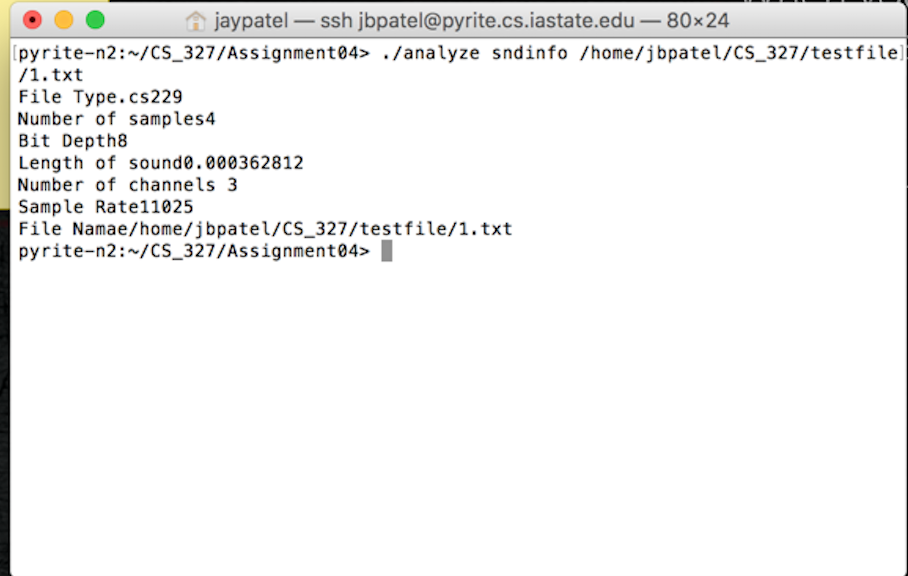 jaypatel — ssh jbpatel@pyrite.cs.iastate.edu — 80×24
[pyrite-n2:~/CS_327/Assignment04> ./analyze sndinfo /home/jbpatel/CS_327/testfile]
/1.txt
File Type.cs229
Number of samples4
Bit Depth8
Length of sound0.000362812
Number of channels 3
Sample Rate11025
File Namae/home/jbpatel/CS_327/testfile/1.txt
pyrite-n2:~/CS_327/Assignment04>